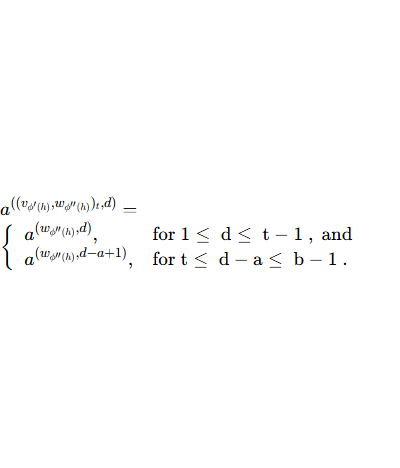 a^{((v_{ϕ′(h)},w_{ϕ″(h)})_t,d)} =
{ a^{(w_{ϕ″(h)},d)}, for 1 ≤ d ≤ t − 1 , and
a^{(w_{ϕ″(h)},d−a+1)}, for t ≤ d − a ≤ b − 1 .